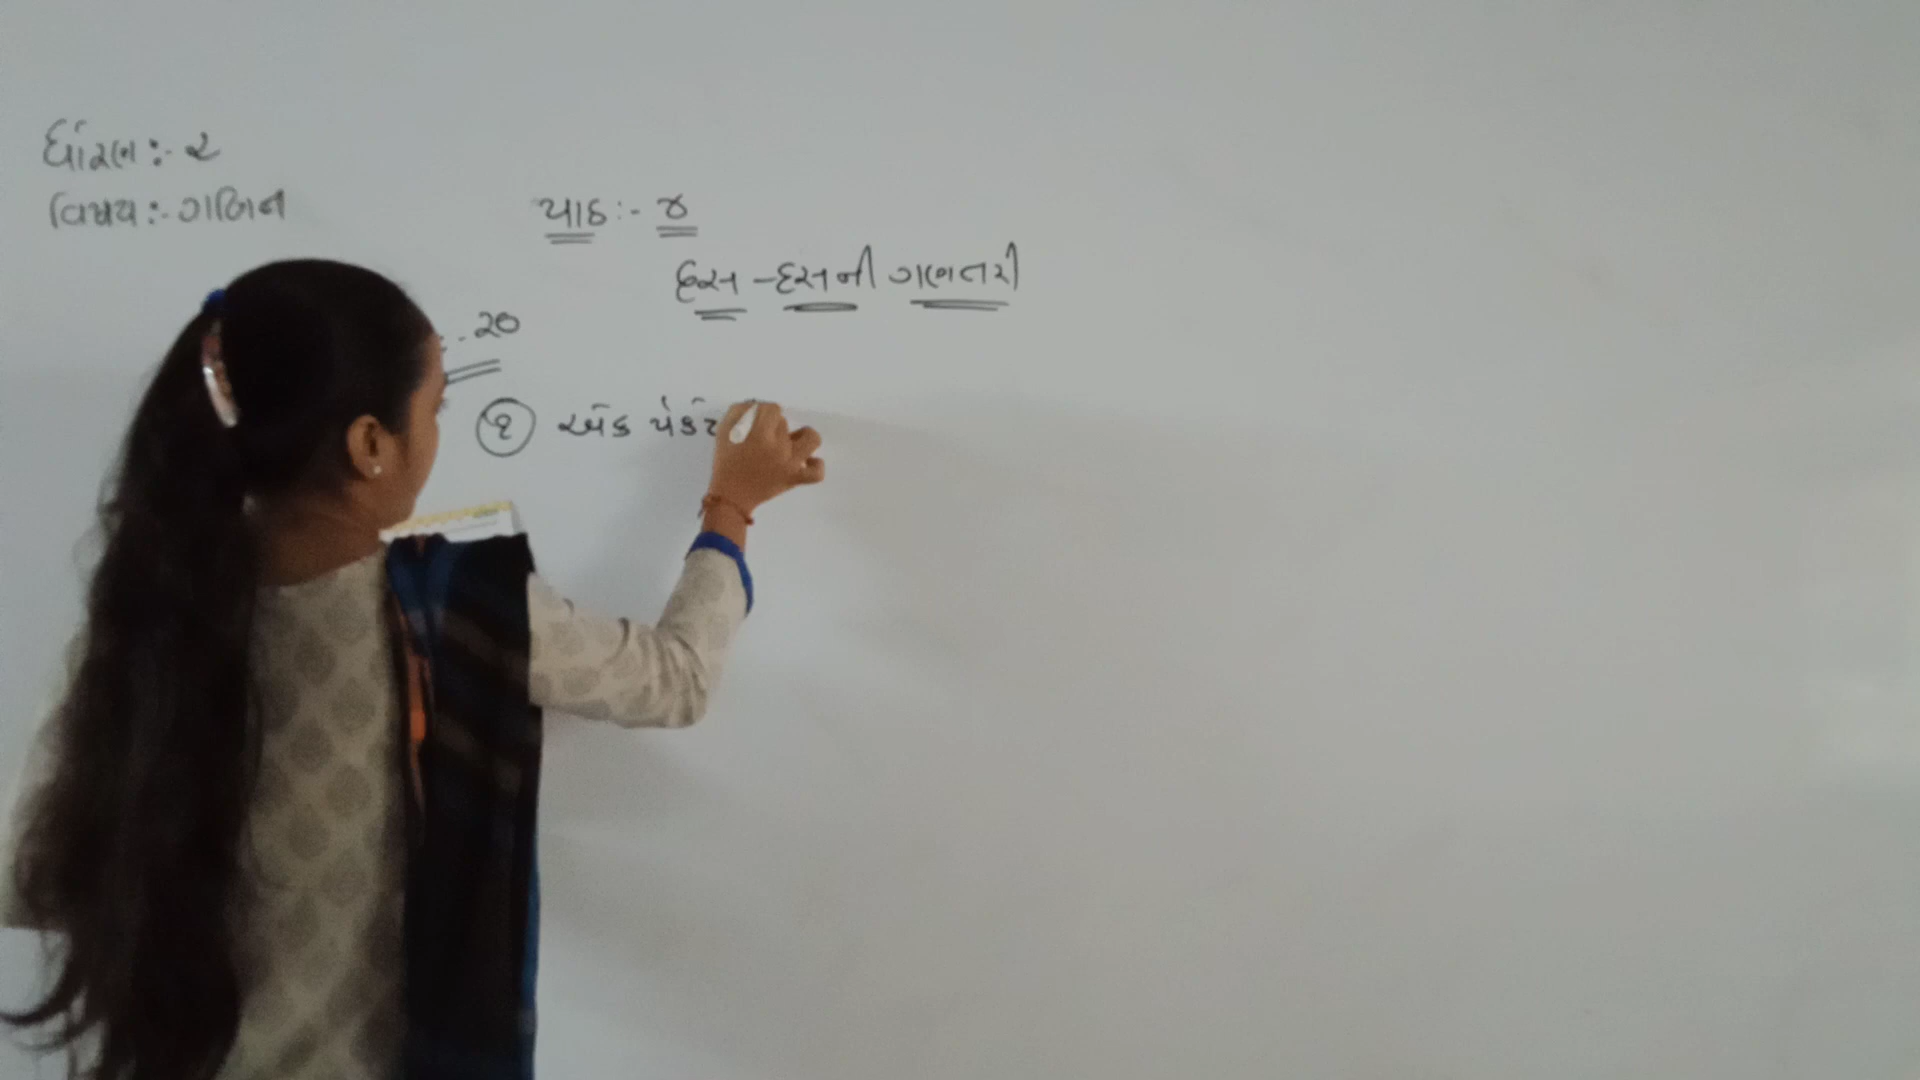 ધોરણ :- ૨
વિષય :- ગણિત
પાઠ :- ૪
દસ - દસની ગણતરી
:- 20
૧ એક પેકેટ